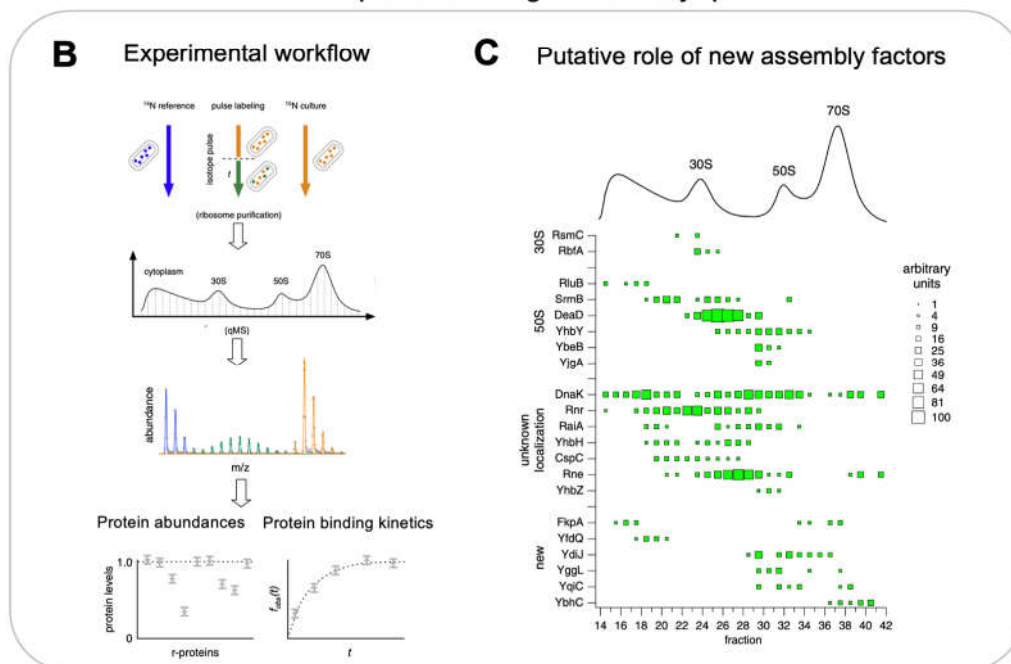 B Experimental workflow
¹⁴N reference pulse labeling ¹⁵N culture
isotope pulse
t
(ribosome purification)
cytoplasm
30S
50S
70S
(qMS)
abundance
m/z
Protein abundances Protein binding kinetics
protein levels
1.0
0
r-proteins
f_obs(t)
1.0
0
t
C Putative role of new assembly factors
30S
50S
70S
30S
RsmC
RbfA
50S
RluB
SrmB
DeaD
YhbY
YbeB
YjgA
unknown
localization
DnaK
Rnr
RaiA
YhbH
CspC
Rne
YhbZ
new
FkpA
YfdQ
YdiJ
YggL
YqiC
YbhC
14 16 18 20 22 24 26 28 30 32 34 36 38 40 42
fraction
arbitrary
units
1
4
9
16
25
36
49
64
81
100